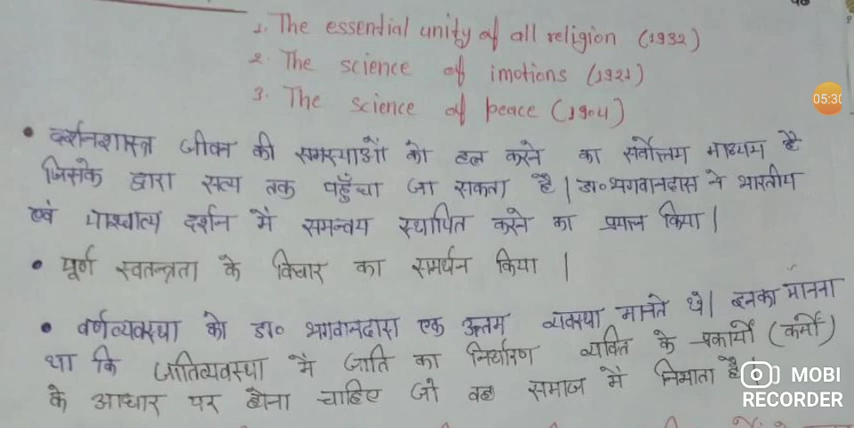 1. The essential unity of all religion (1932)
2. The science of imotions (1921)
3. The science of peace (1904)
05:30
• दर्शनशास्त्र जीवन की समस्याओं को हल करने का सर्वोत्तम माध्यम है
जिसके द्वारा सत्य तक पहुँचा जा सकता है | डा० भगवानदास ने भारतीय
एवं पाश्चात्य दर्शन में समन्वय स्थापित करने का प्रयत्न किया |
• पूर्ण स्वतन्त्रता के विचार का समर्थन किया |
• वर्णव्यवस्था को डा० भगवानदास एक उत्तम व्यवस्था मानते थे | इनका मानना
था कि जातिव्यवस्था में जाति का निर्धारण व्यक्ति के प्रकार्यो (कर्मो)
के आधार पर होना चाहिए जो वह समाज में निभाता है
MOBI
RECORDER